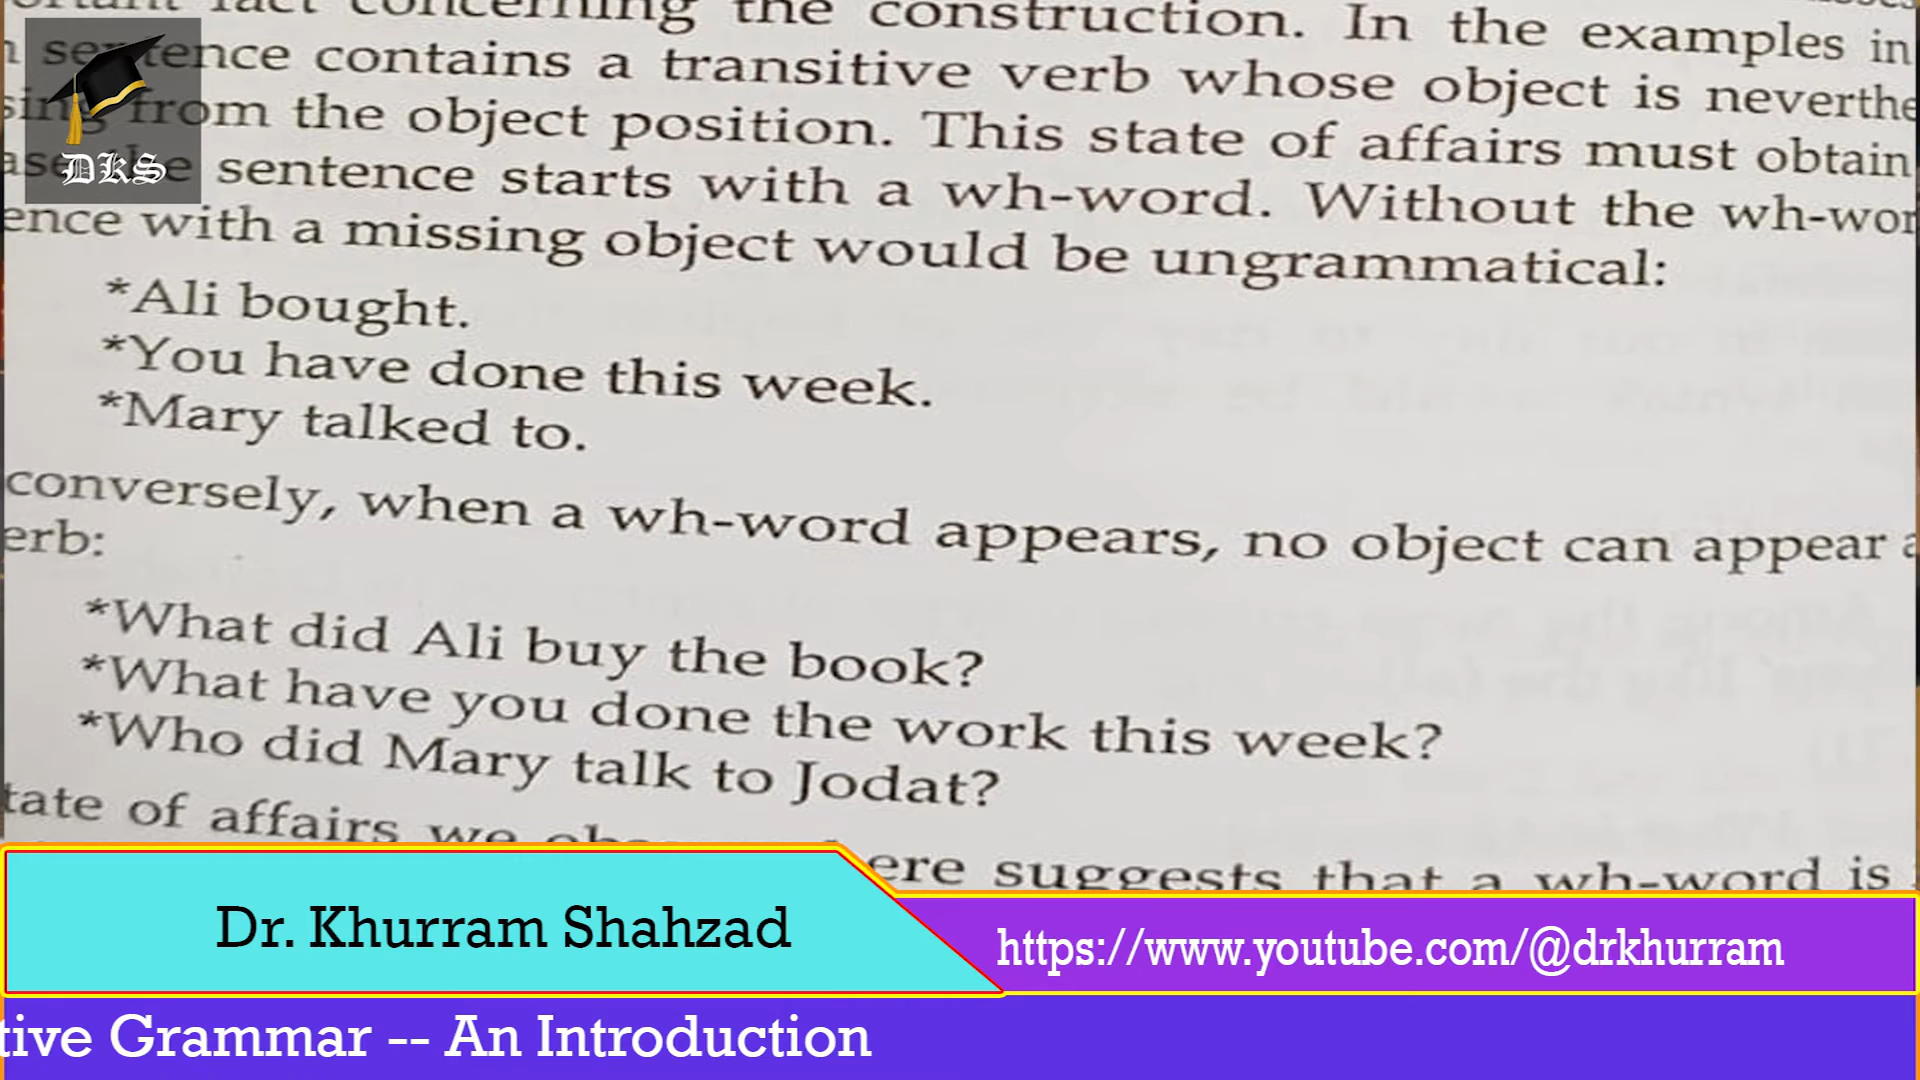 concerning the construction. In the examples in
sentence contains a transitive verb whose object is neverthe
from the object position. This state of affairs must obtain
the sentence starts with a wh-word. Without the wh-wor
ence with a missing object would be ungrammatical:
*Ali bought.
*You have done this week.
*Mary talked to.
conversely, when a wh-word appears, no object can appear a
erb:
*What did Ali buy the book?
*What have you done the work this week?
*Who did Mary talk to Jodat?
tate of affairs we
ere suggests that a wh-word is
DKS
Dr. Khurram Shahzad
https://www.youtube.com/@drkhurram
tive Grammar -- An Introduction